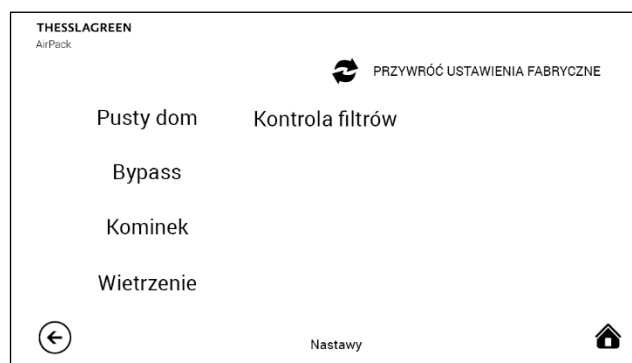 THESSLAGREEN
AirPack
PRZYWRÓĆ USTAWIENIA FABRYCZNE
Pusty dom Kontrola filtrów
Bypass
Kominek
Wietrzenie
Nastawy